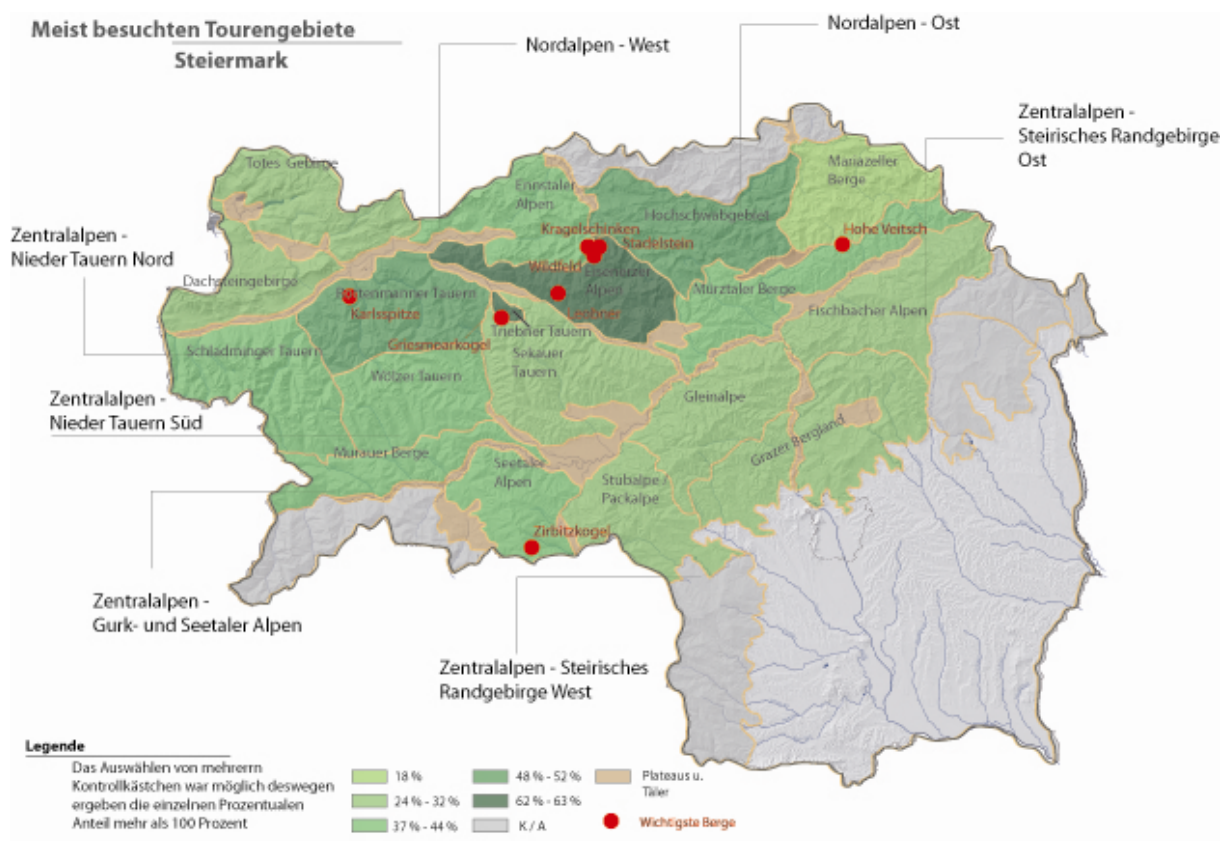 Meist besuchten Tourengebiete
Steiermark
Nordalpen - West
Nordalpen - Ost
Zentralalpen -
Steirisches Randgebirge
Ost
Zentralalpen -
Nieder Tauern Nord
Zentralalpen -
Nieder Tauern Süd
Zentralalpen -
Gurk- und Seetaler Alpen
Zentralalpen - Steirisches
Randgebirge West
Totes Gebirge
Ennstaler
Alpen
Mariazeller
Berge
Hochschwabgebiet
Kragelschinken
Stadelstein
Hohe Veitsch
Wildfeld
Eisenerzer
Alpen
Dachsteingebirge
Rottenmanner Tauern
Karlsspitze
Mürztaler Berge
Fischbacher Alpen
Triebner Tauern
Griesmearkogel
Sekauer
Tauern
Schladminger Tauern
Wölzer Tauern
Gleinalpe
Grazer Bergland
Murauer Berge
Seetaler
Alpen
Stubalpe /
Packalpe
Zirbitzkogel
Legende
Das Auswählen von mehrerrn
Kontrollkästchen war möglich deswegen
ergeben die einzelnen Prozentualen
Anteil mehr als 100 Prozent
18 %
24 % - 32 %
37 % - 44 %
48 % - 52 %
62 % - 63 %
K / A
Plateaus u.
Täler
Wichtigste Berge